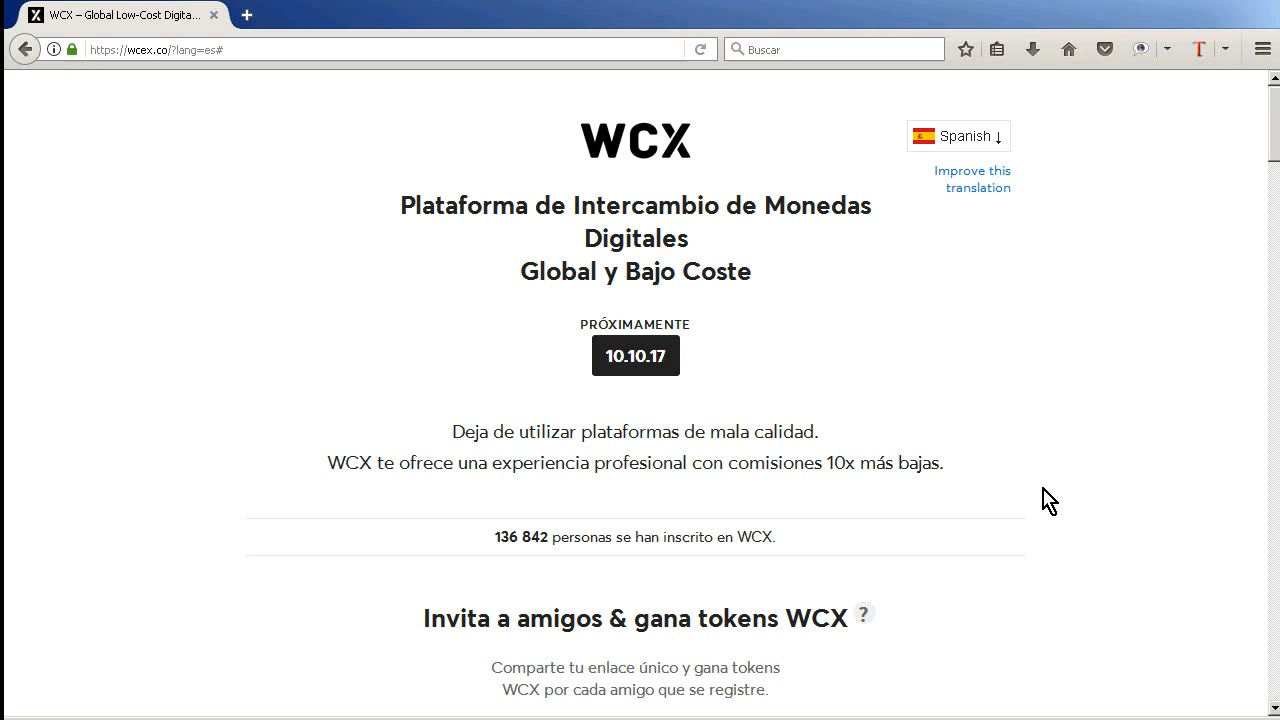 WCX – Global Low-Cost Digita...
https://wcex.co/?lang=es#
Buscar
WCX
Spanish ↓
Improve this
translation
Plataforma de Intercambio de Monedas
Digitales
Global y Bajo Coste
PRÓXIMAMENTE
10.10.17
Deja de utilizar plataformas de mala calidad.
WCX te ofrece una experiencia profesional con comisiones 10x más bajas.
136 842 personas se han inscrito en WCX.
Invita a amigos & gana tokens WCX ?
Comparte tu enlace único y gana tokens
WCX por cada amigo que se registre.